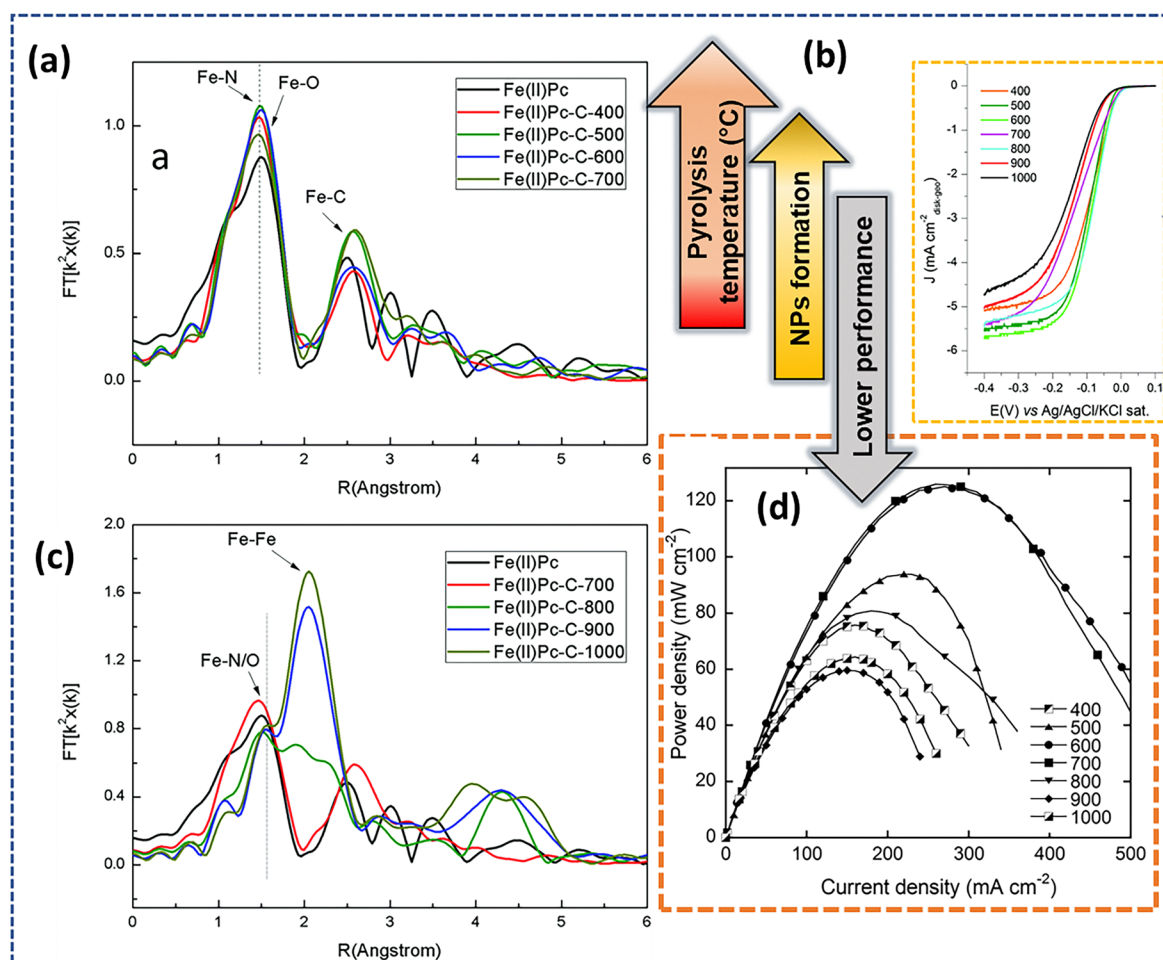 (a)
a
Fe-N
Fe-O
Fe-C
Fe(II)Pc
Fe(II)Pc-C-400
Fe(II)Pc-C-500
Fe(II)Pc-C-600
Fe(II)Pc-C-700
FT[k²x(k)]
1.0
0.5
0.0
0 1 2 3 4 5 6
R(Angstrom)
Pyrolysis
temperature (°C)
NPs formation
Lower performance
(b)
400
500
600
700
800
900
1000
J (mA cm⁻²disk-geo)
0
-1
-2
-3
-4
-5
-6
-0.4 -0.3 -0.2 -0.1 0.0 0.1
E(V) vs Ag/AgCl/KCl sat.
(c)
Fe-Fe
Fe-N/O
Fe(II)Pc
Fe(II)Pc-C-700
Fe(II)Pc-C-800
Fe(II)Pc-C-900
Fe(II)Pc-C-1000
FT[k²x(k)]
2.0
1.6
1.2
0.8
0.4
0.0
0 1 2 3 4 5 6
R(Angstrom)
(d)
Power density (mW cm⁻²)
120
100
80
60
40
20
0
400
500
600
700
800
900
1000
0 100 200 300 400 500
Current density (mA cm⁻²)